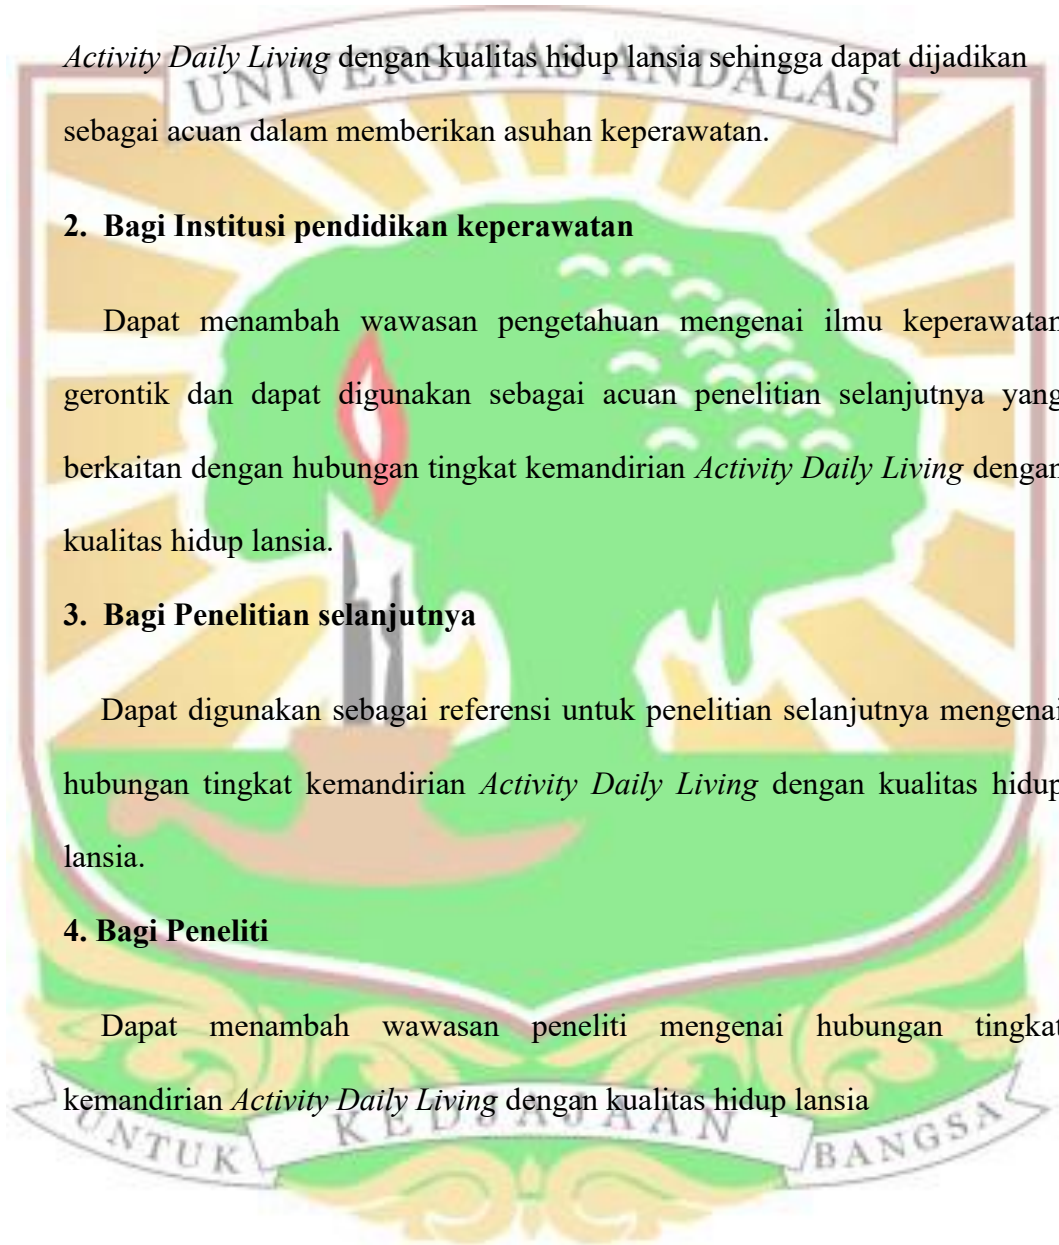 Activity Daily Living dengan kualitas hidup lansia sehingga dapat dijadikan
UNIVERSITAS ANDALAS
sebagai acuan dalam memberikan asuhan keperawatan.
2. Bagi Institusi pendidikan keperawatan
Dapat menambah wawasan pengetahuan mengenai ilmu keperawatan
gerontik dan dapat digunakan sebagai acuan penelitian selanjutnya yang
berkaitan dengan hubungan tingkat kemandirian Activity Daily Living dengan
kualitas hidup lansia.
3. Bagi Penelitian selanjutnya
Dapat digunakan sebagai referensi untuk penelitian selanjutnya mengenai
hubungan tingkat kemandirian Activity Daily Living dengan kualitas hidup
lansia.
4. Bagi Peneliti
Dapat menambah wawasan peneliti mengenai hubungan tingkat
kemandirian Activity Daily Living dengan kualitas hidup lansia
UNTUK KEDJAJAAN BANGSA